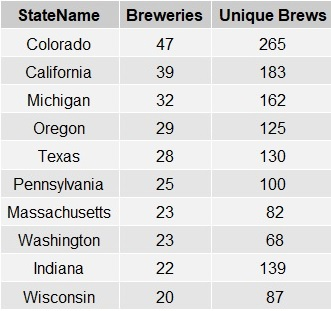 StateName Breweries Unique Brews
Colorado 47 265
California 39 183
Michigan 32 162
Oregon 29 125
Texas 28 130
Pennsylvania 25 100
Massachusetts 23 82
Washington 23 68
Indiana 22 139
Wisconsin 20 87